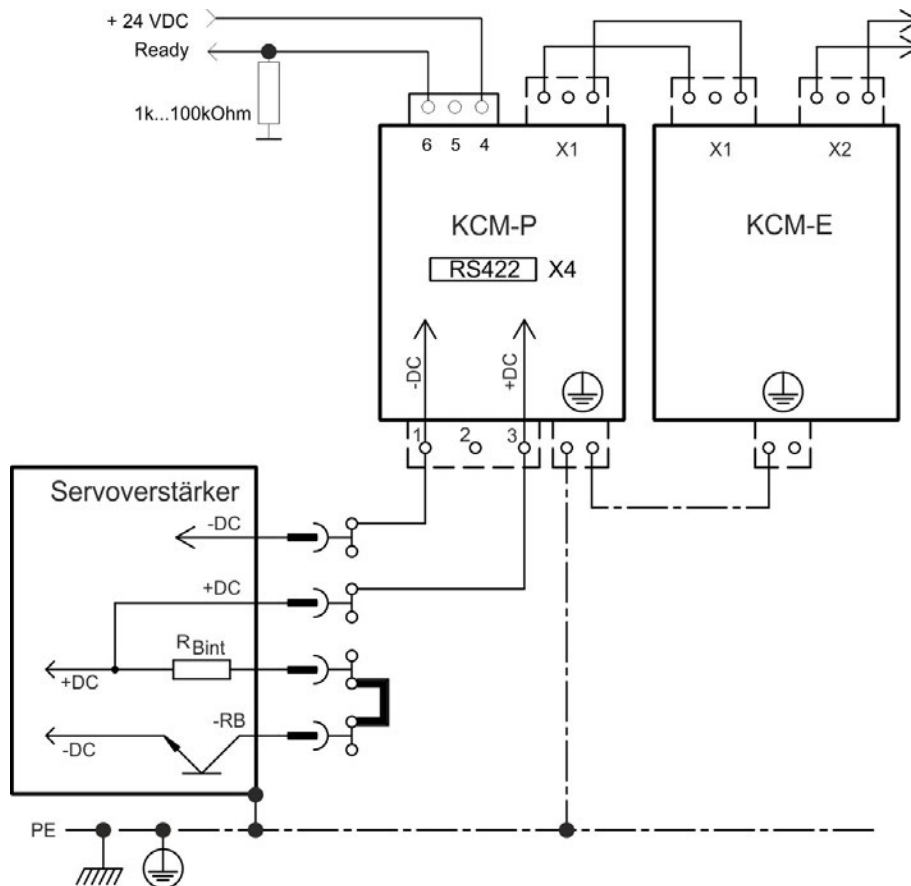 + 24 VDC
Ready
1k...100kOhm
6 5 4
X1
X1
X2
KCM-P
KCM-E
RS422 X4
-DC
+DC
1 2 3
Servoverstärker
-DC
+DC
RBint
+DC
-RB
-DC
PE